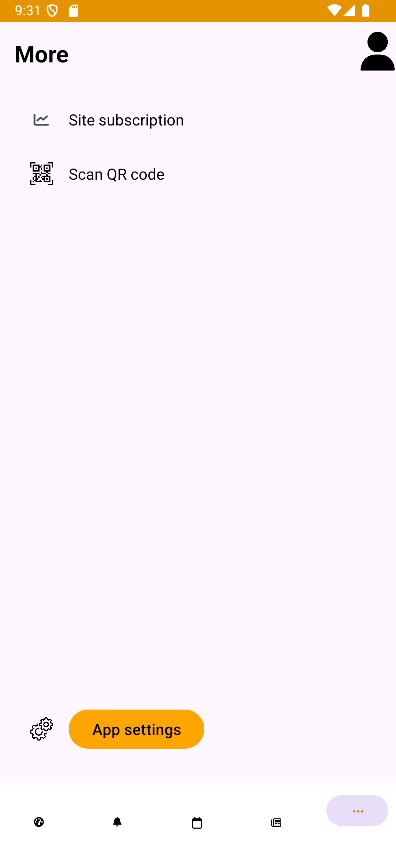 9:31
More
Site subscription
Scan QR code
App settings